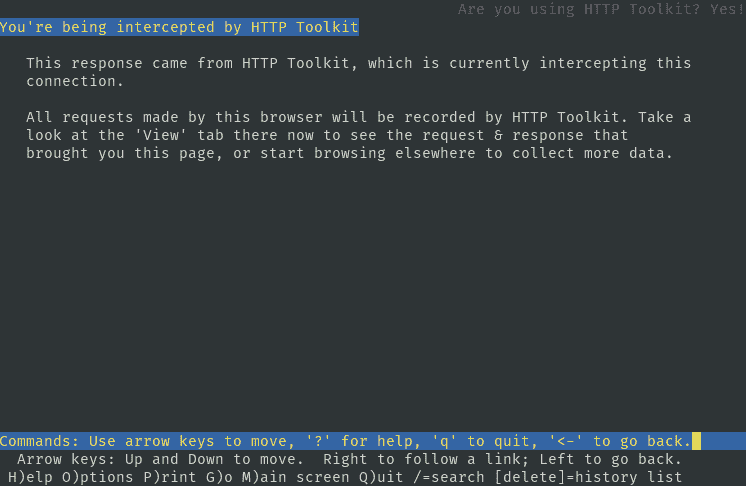 Are you using HTTP Toolkit? Yes!
You're being intercepted by HTTP Toolkit
This response came from HTTP Toolkit, which is currently intercepting this
connection.
All requests made by this browser will be recorded by HTTP Toolkit. Take a
look at the 'View' tab there now to see the request & response that
brought you this page, or start browsing elsewhere to collect more data.
Commands: Use arrow keys to move, '?' for help, 'q' to quit, '<-' to go back.
Arrow keys: Up and Down to move.  Right to follow a link; Left to go back.
H)elp O)ptions P)rint G)o M)ain screen Q)uit /=search [delete]=history list